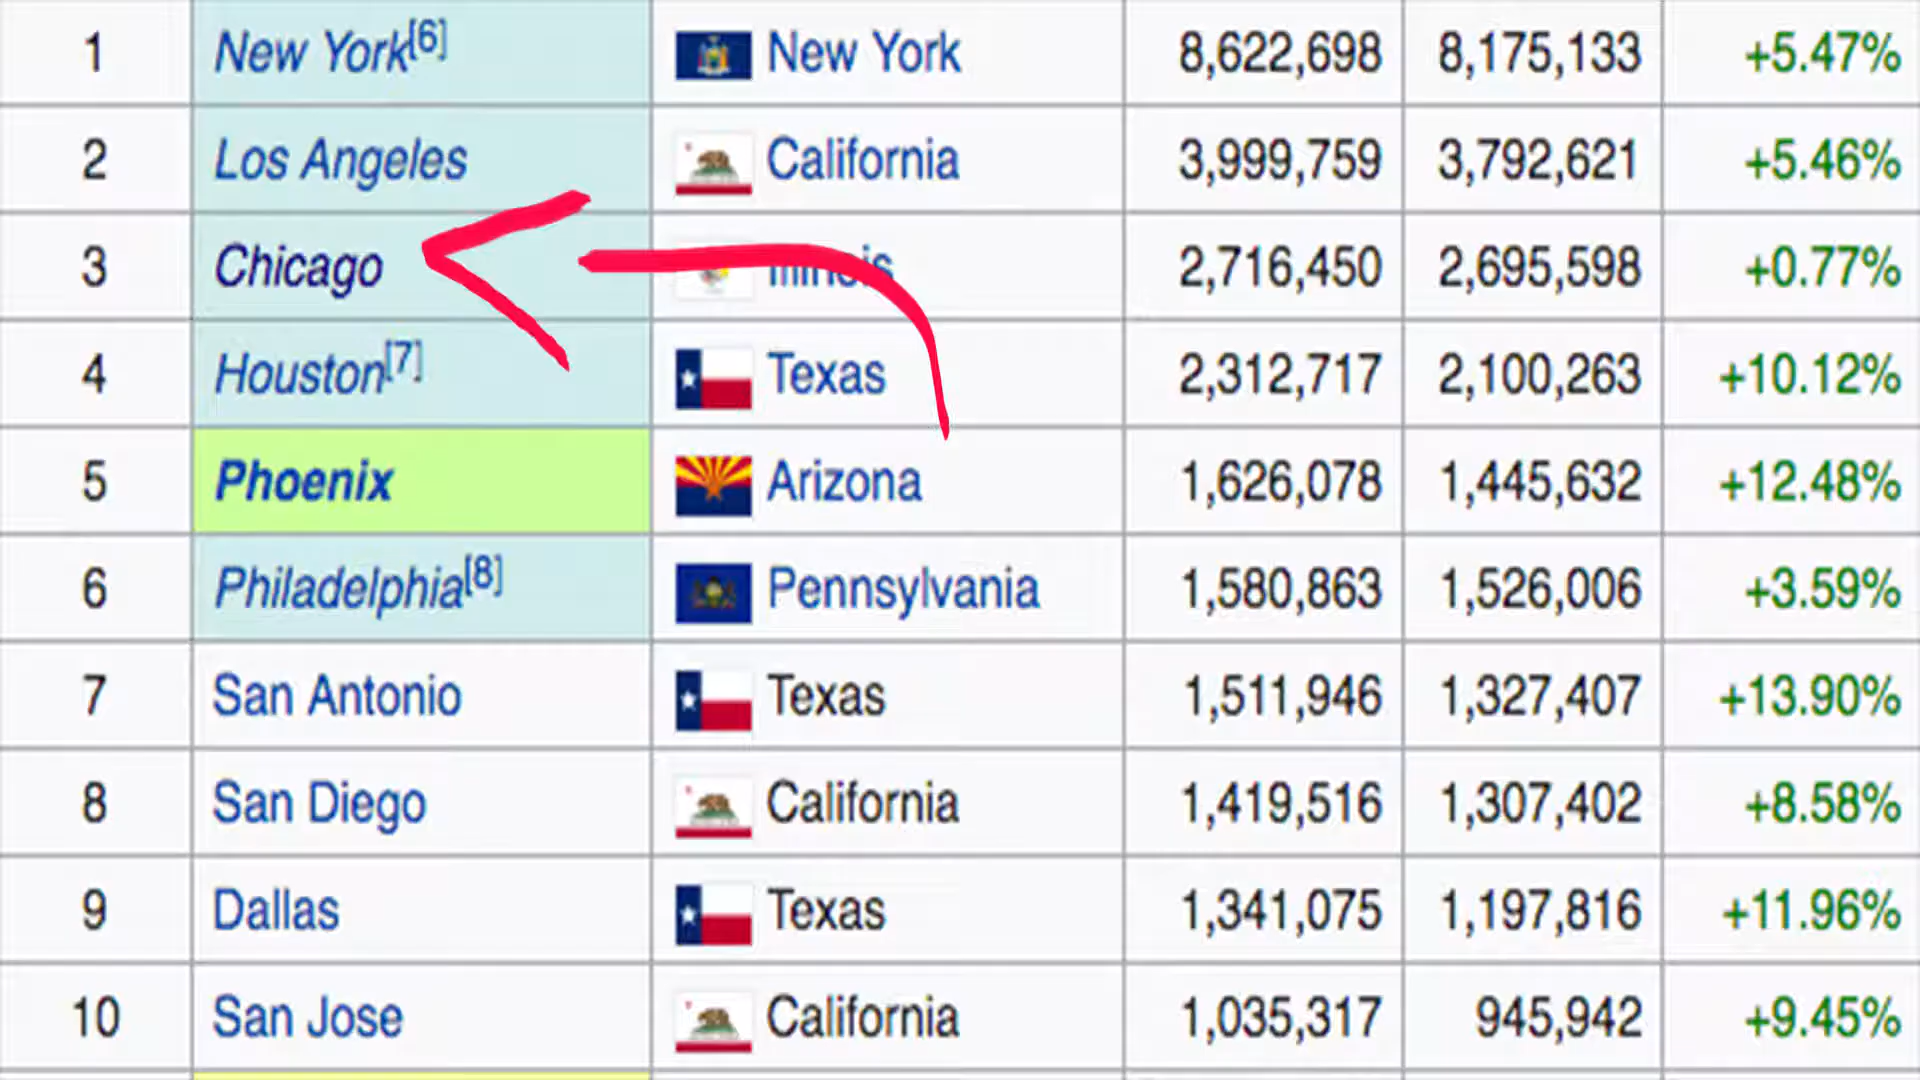 1 New York[6] New York 8,622,698 8,175,133 +5.47%
2 Los Angeles California 3,999,759 3,792,621 +5.46%
3 Chicago Illinois 2,716,450 2,695,598 +0.77%
4 Houston[7] Texas 2,312,717 2,100,263 +10.12%
5 Phoenix Arizona 1,626,078 1,445,632 +12.48%
6 Philadelphia[8] Pennsylvania 1,580,863 1,526,006 +3.59%
7 San Antonio Texas 1,511,946 1,327,407 +13.90%
8 San Diego California 1,419,516 1,307,402 +8.58%
9 Dallas Texas 1,341,075 1,197,816 +11.96%
10 San Jose California 1,035,317 945,942 +9.45%